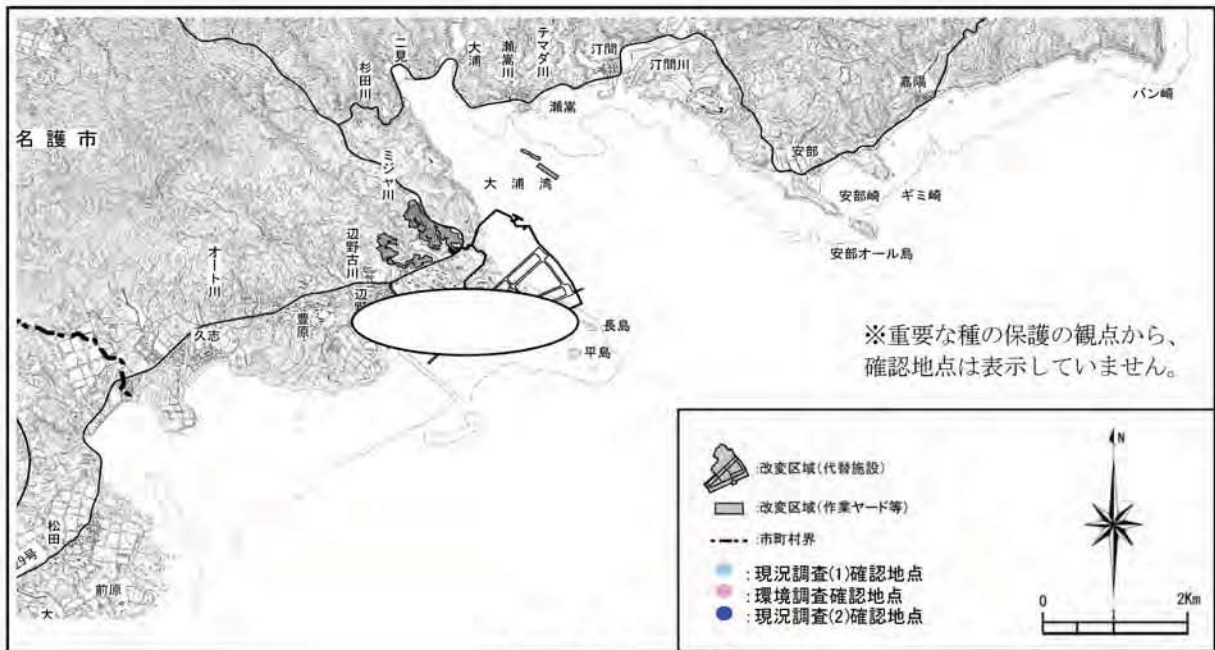 名護市
杉田川
二見
大浦
瀬嵩川
テマダ川
汀間
汀間川
瀬嵩
嘉陽
バン崎
安部
安部崎
ギミ崎
安部オール島
大浦湾
ミジャ川
辺野古川
オート川
豊原
久志
長島
平島
松田
前原
大
29号
※重要な種の保護の観点から、
確認地点は表示していません。
:改変区域(代替施設)
:改変区域(作業ヤード等)
:市町村界
:現況調査(1)確認地点
:環境調査確認地点
:現況調査(2)確認地点
N
0 2Km